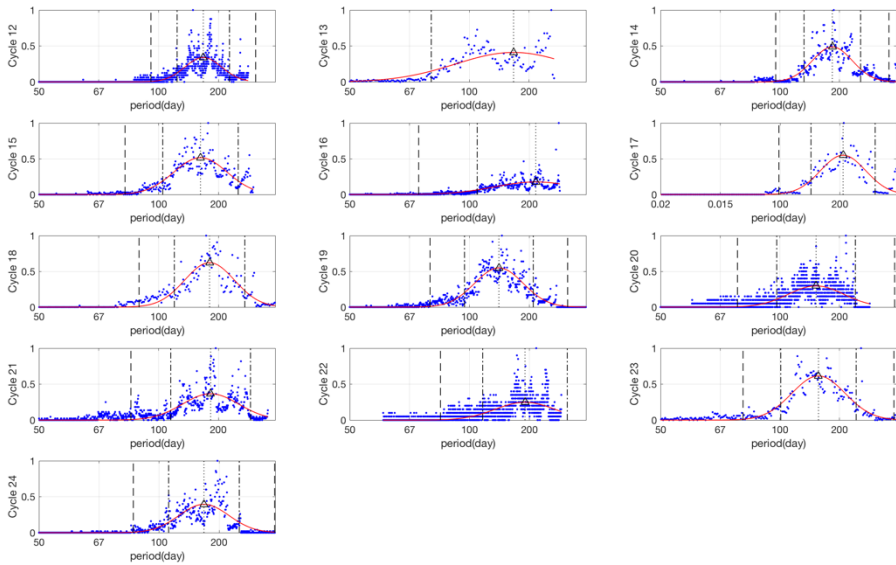 Cycle 12
1
0.5
0
50 67 100 200
period(day)
Cycle 13
1
0.5
0
50 67 100 200
period(day)
Cycle 14
1
0.5
0
50 67 100 200
period(day)
Cycle 15
1
0.5
0
50 67 100 200
period(day)
Cycle 16
1
0.5
0
50 67 100 200
period(day)
Cycle 17
1
0.5
0
0.02 0.015 100 200
period(day)
Cycle 18
1
0.5
0
50 67 100 200
period(day)
Cycle 19
1
0.5
0
50 67 100 200
period(day)
Cycle 20
1
0.5
0
50 67 100 200
period(day)
Cycle 21
1
0.5
0
50 67 100 200
period(day)
Cycle 22
1
0.5
0
50 67 100 200
period(day)
Cycle 23
1
0.5
0
50 67 100 200
period(day)
Cycle 24
1
0.5
0
50 67 100 200
period(day)